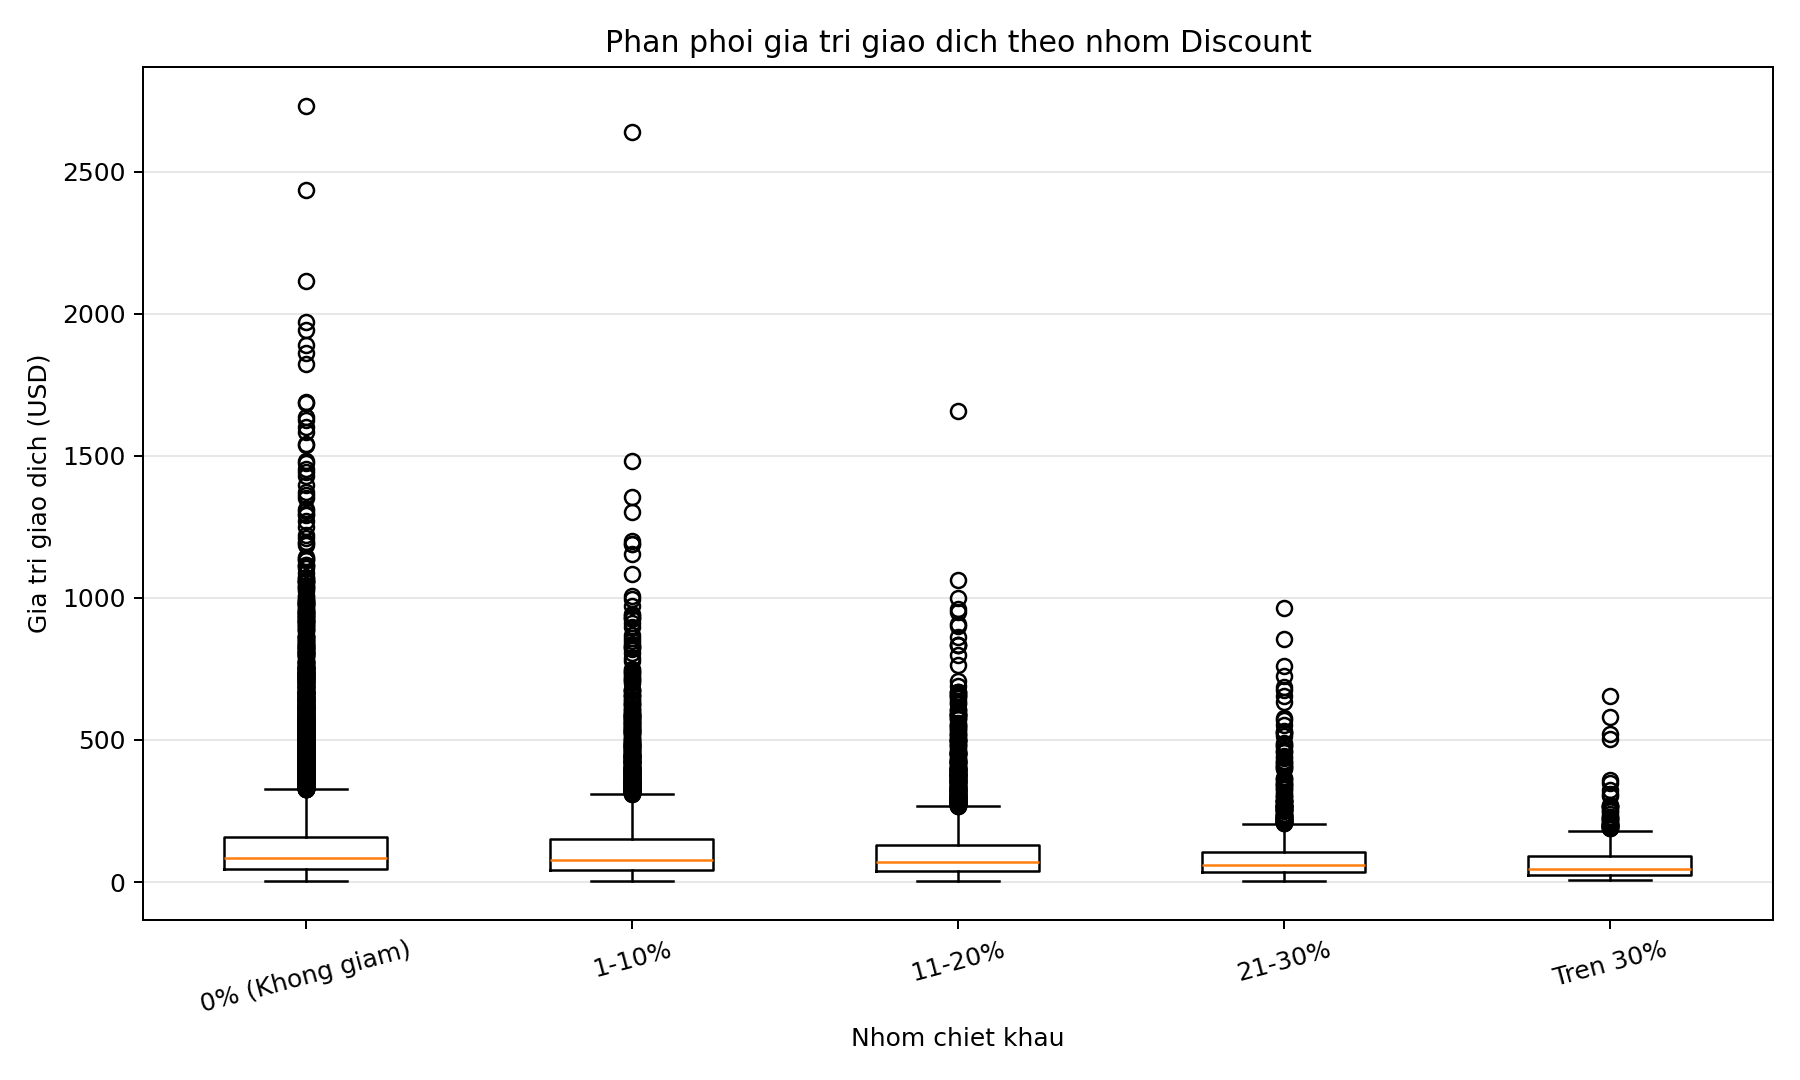 Phan phoi gia tri giao dich theo nhom Discount
Gia tri giao dich (USD)
2500
2000
1500
1000
500
0
0% (Khong giam)
1-10%
11-20%
21-30%
Tren 30%
Nhom chiet khau